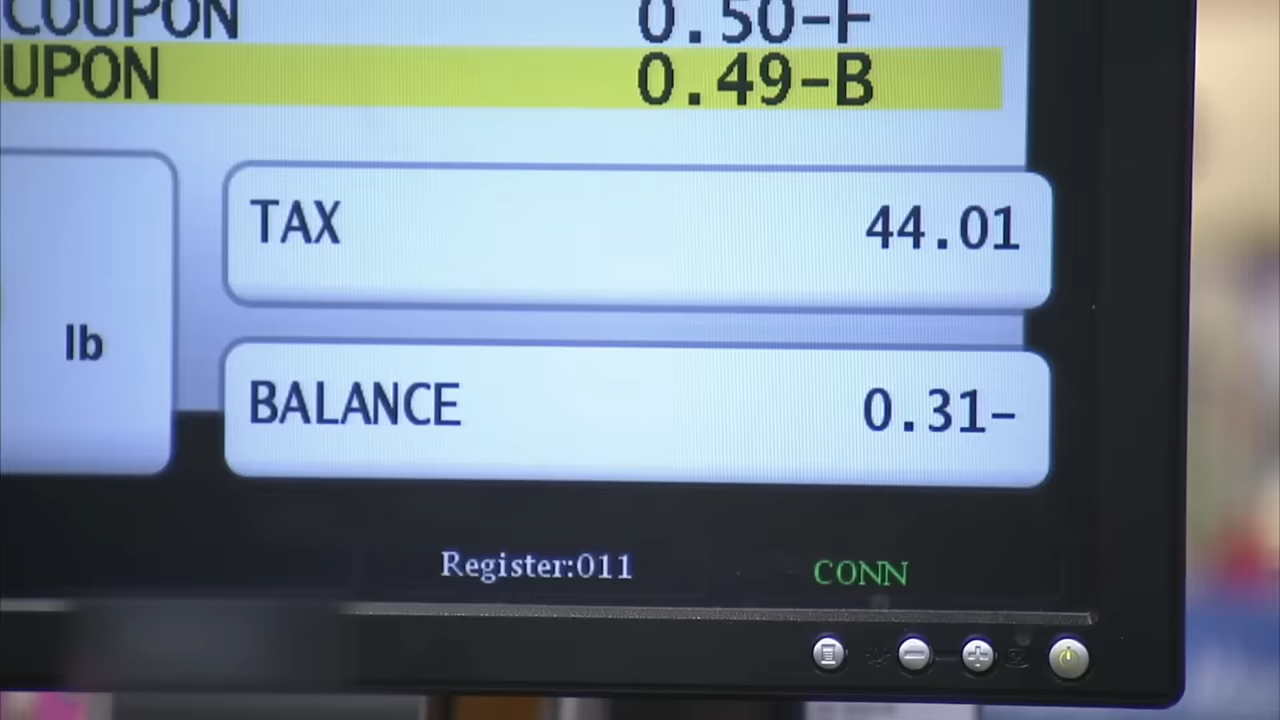 COUPON 0.50-F
UPON 0.49-B
TAX 44.01
lb
BALANCE 0.31-
Register:011 CONN